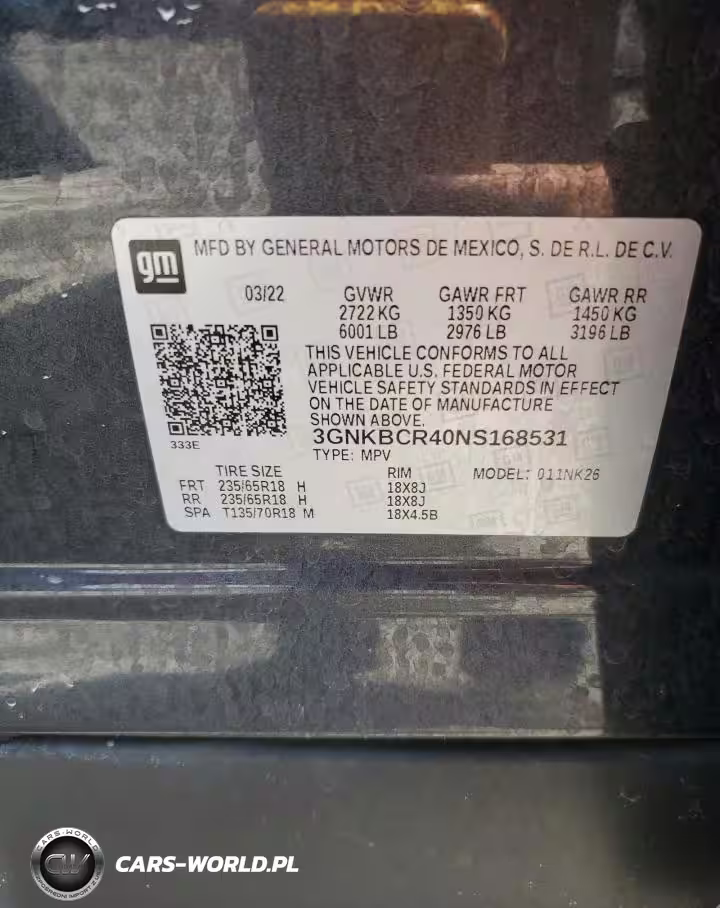 gm
MFD BY GENERAL MOTORS DE MEXICO, S. DE R.L. DE C.V.
03/22 GVWR GAWR FRT GAWR RR
2722 KG 1350 KG 1450 KG
6001 LB 2976 LB 3196 LB
THIS VEHICLE CONFORMS TO ALL
APPLICABLE U.S. FEDERAL MOTOR
VEHICLE SAFETY STANDARDS IN EFFECT
ON THE DATE OF MANUFACTURE
SHOWN ABOVE.
333E
3GNKBCR40NS168531
TYPE: MPV
TIRE SIZE RIM MODEL: 011NK26
FRT 235/65R18 H 18X8J
RR 235/65R18 H 18X8J
SPA T135/70R18 M 18X4.5B
CARS-WORLD
CW
CARS-WORLD.PL